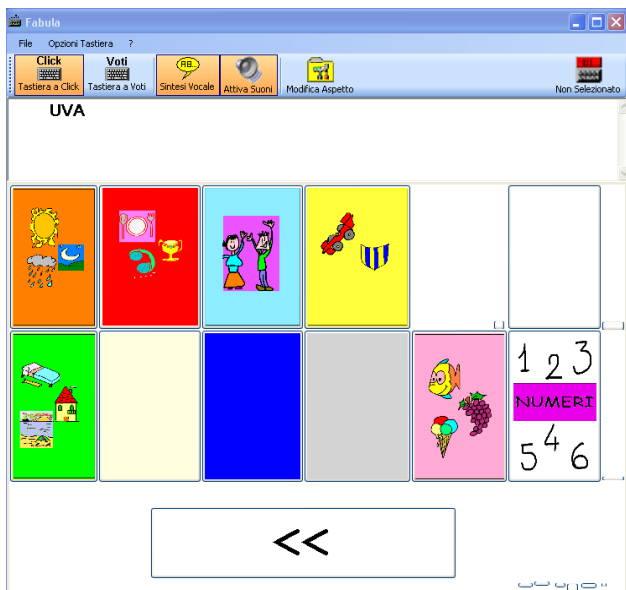 Fabula
File Opzioni Tastiera ?
Click Voti AB..
Tastiera a Click Tastiera a Voti Sintesi Vocale Attiva Suoni Modifica Aspetto Non Selezionato
UVA
1 2 3
NUMERI
5 4 6
<<